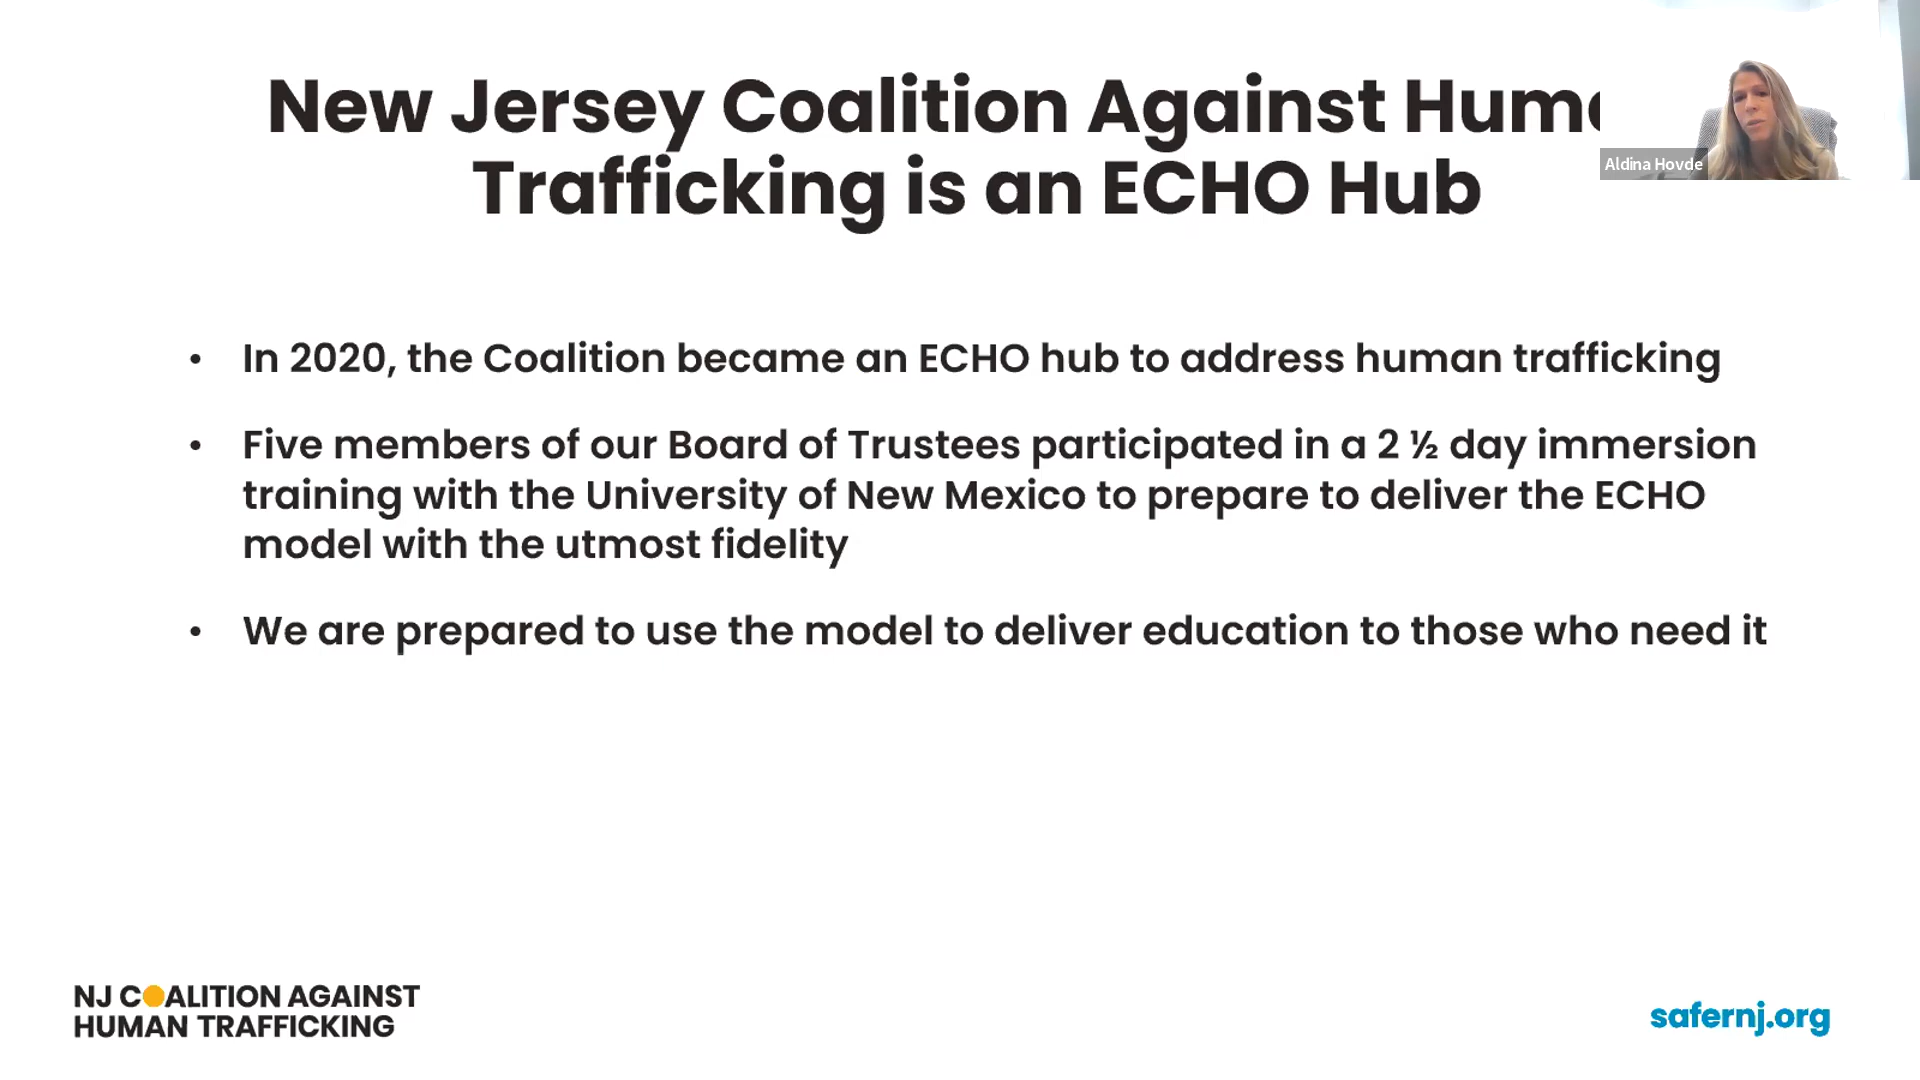 New Jersey Coalition Against Huma
Trafficking is an ECHO Hub
Aldina Hovde
• In 2020, the Coalition became an ECHO hub to address human trafficking
• Five members of our Board of Trustees participated in a 2 ½ day immersion
training with the University of New Mexico to prepare to deliver the ECHO
model with the utmost fidelity
• We are prepared to use the model to deliver education to those who need it
NJ COALITION AGAINST
HUMAN TRAFFICKING
safernj.org